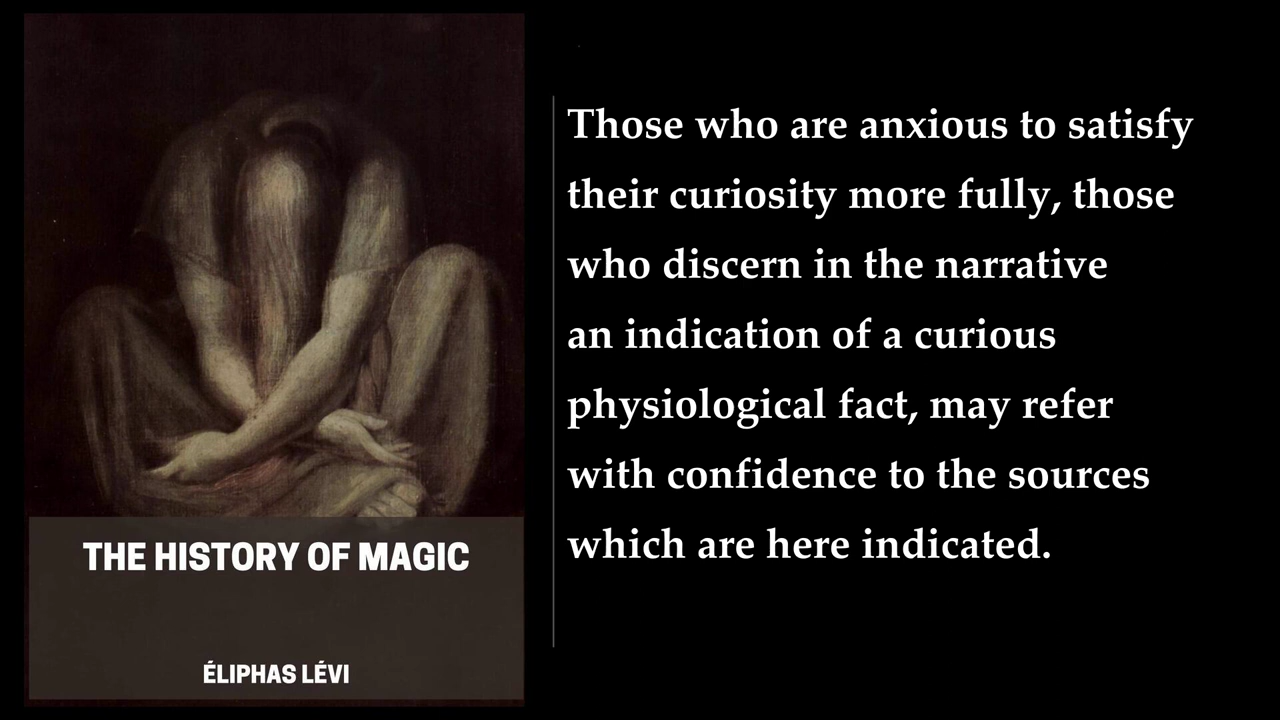 THE HISTORY OF MAGIC
ÉLIPHAS LÉVI
Those who are anxious to satisfy
their curiosity more fully, those
who discern in the narrative
an indication of a curious
physiological fact, may refer
with confidence to the sources
which are here indicated.